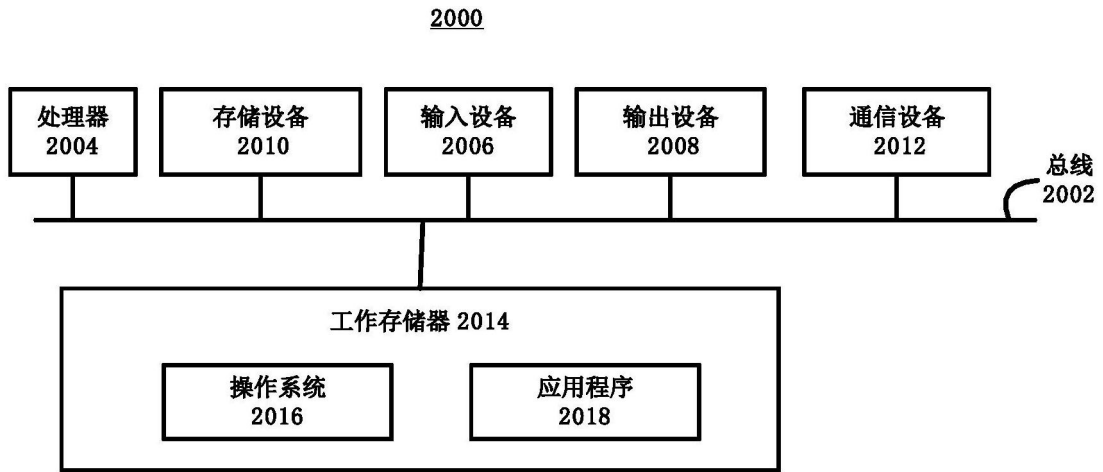 2000
处理器
2004
存储设备
2010
输入设备
2006
输出设备
2008
通信设备
2012
总线
2002
工作存储器 2014
操作系统
2016
应用程序
2018